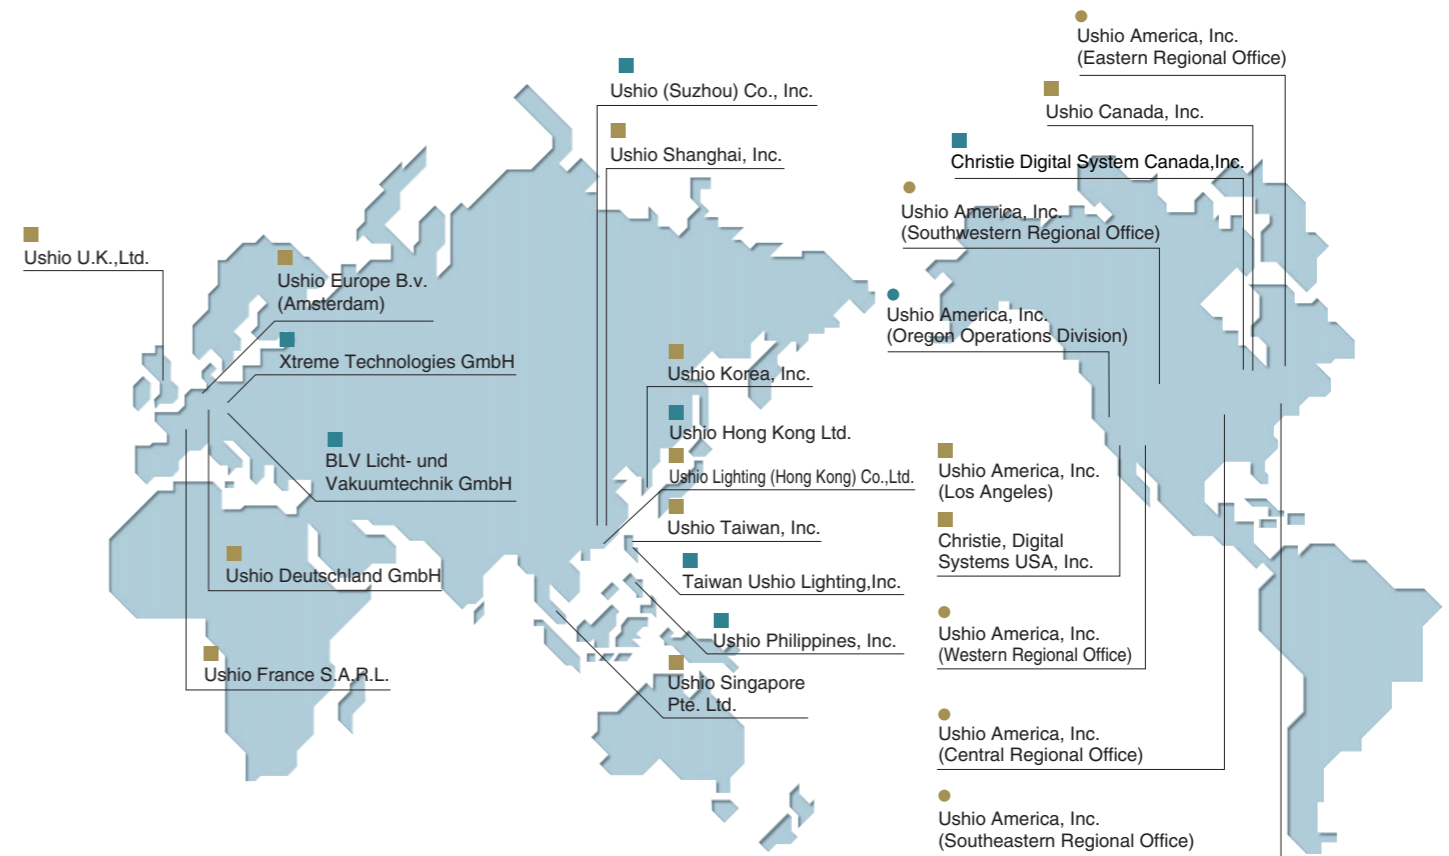 Ushio America, Inc.
(Eastern Regional Office)
Ushio (Suzhou) Co., Inc.
Ushio Canada, Inc.
Ushio Shanghai, Inc.
Christie Digital System Canada,Inc.
Ushio America, Inc.
(Southwestern Regional Office)
Ushio U.K.,Ltd.
Ushio Europe B.v.
(Amsterdam)
Ushio America, Inc.
(Oregon Operations Division)
Xtreme Technologies GmbH
Ushio Korea, Inc.
Ushio Hong Kong Ltd.
BLV Licht- und
Vakuumtechnik GmbH
Ushio Lighting (Hong Kong) Co.,Ltd.
Ushio America, Inc.
(Los Angeles)
Ushio Taiwan, Inc.
Christie, Digital
Systems USA, Inc.
Ushio Deutschland GmbH
Taiwan Ushio Lighting,Inc.
Ushio Philippines, Inc.
Ushio America, Inc.
(Western Regional Office)
Ushio France S.A.R.L.
Ushio Singapore
Pte. Ltd.
Ushio America, Inc.
(Central Regional Office)
Ushio America, Inc.
(Southeastern Regional Office)